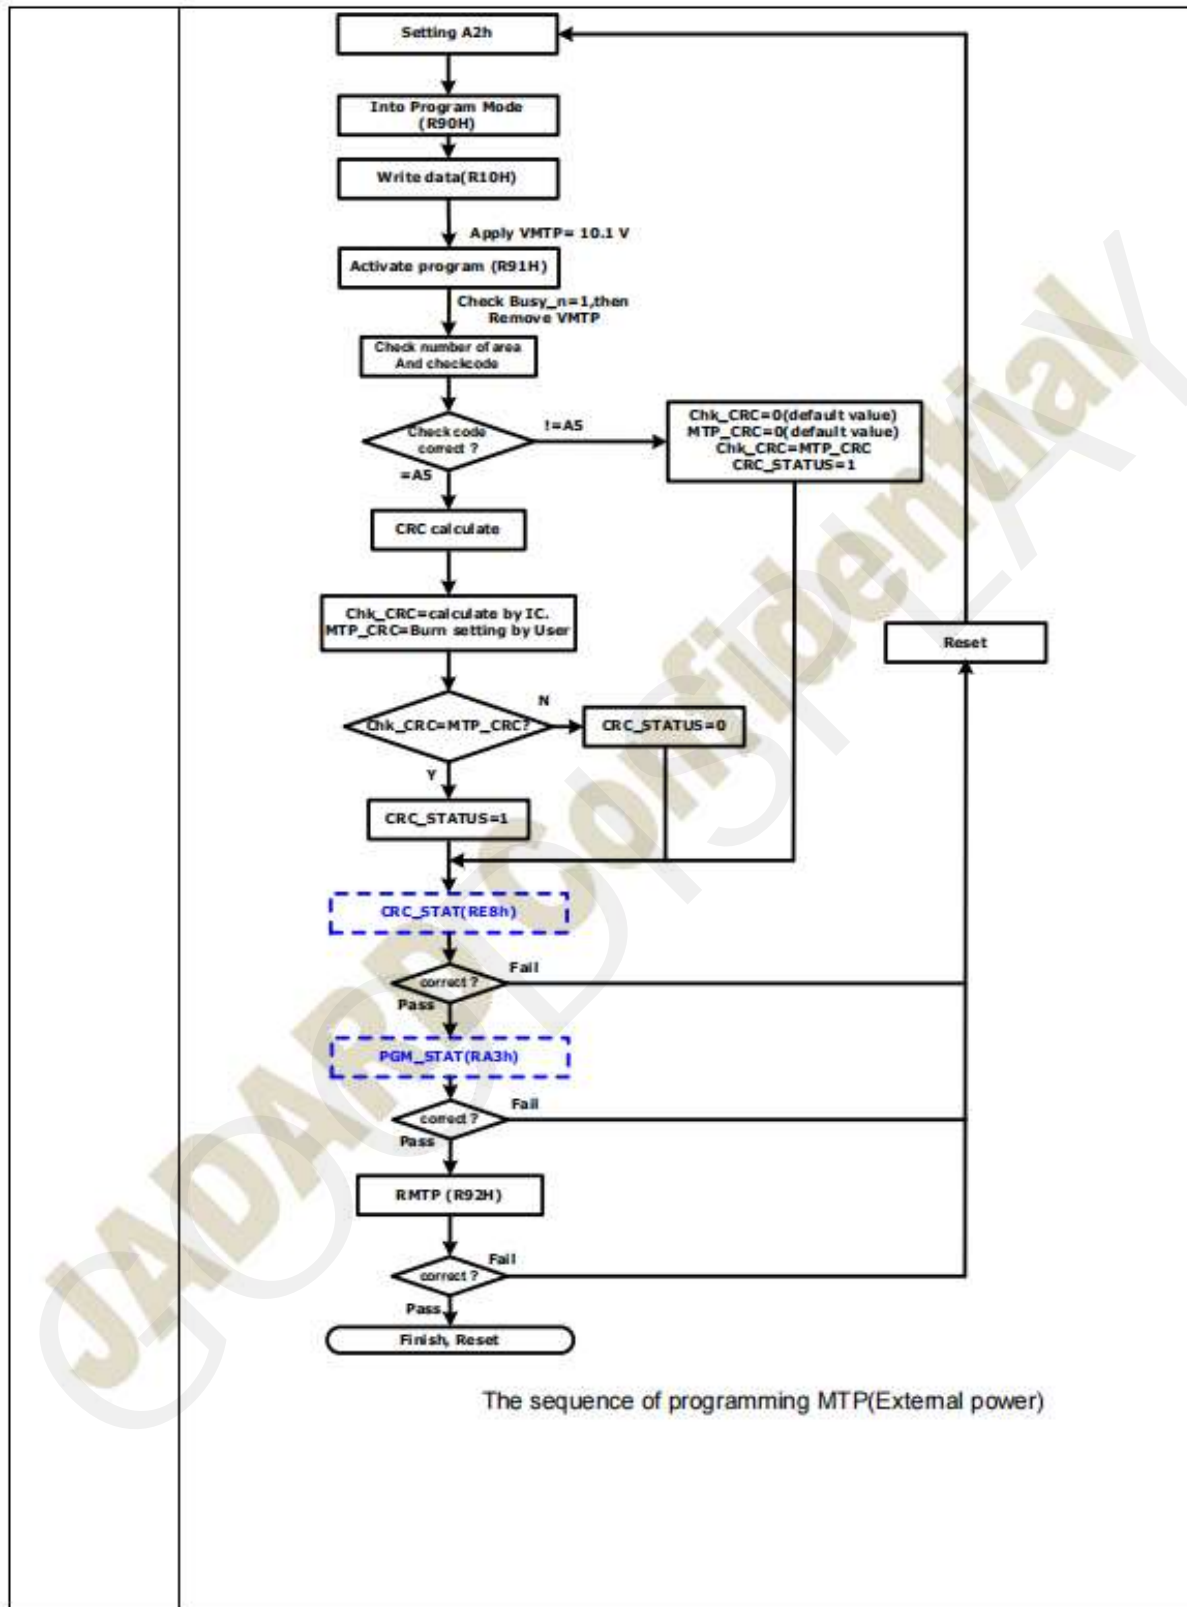 Setting A2h
Into Program Mode
(R90H)
Write data(R10H)
Apply VMTP= 10.1 V
Activate program (R91H)
Check Busy_n=1,then
Remove VMTP
Check number of area
And checkcode
Check code
correct ?
!=A5
=A5
Chk_CRC=0(default value)
MTP_CRC=0(default value)
Chk_CRC=MTP_CRC
CRC_STATUS=1
CRC calculate
Chk_CRC=calculate by IC.
MTP_CRC=Burn setting by User
Reset
Chk_CRC=MTP_CRC?
N
CRC_STATUS=0
Y
CRC_STATUS=1
CRC_STAT(RE8h)
correct ?
Fail
Pass
PGM_STAT(RA3h)
correct ?
Fail
Pass
RMTP (R92H)
correct ?
Fail
Pass
Finish, Reset
The sequence of programming MTP(External power)
JADARD Confidential
GOODDISPLAY